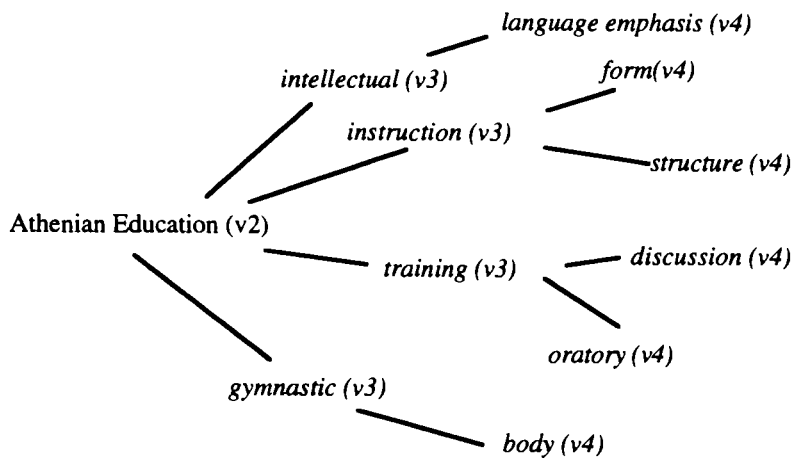 language emphasis (v4)
intellectual (v3)
form(v4)
instruction (v3)
structure (v4)
Athenian Education (v2)
training (v3)
discussion (v4)
oratory (v4)
gymnastic (v3)
body (v4)